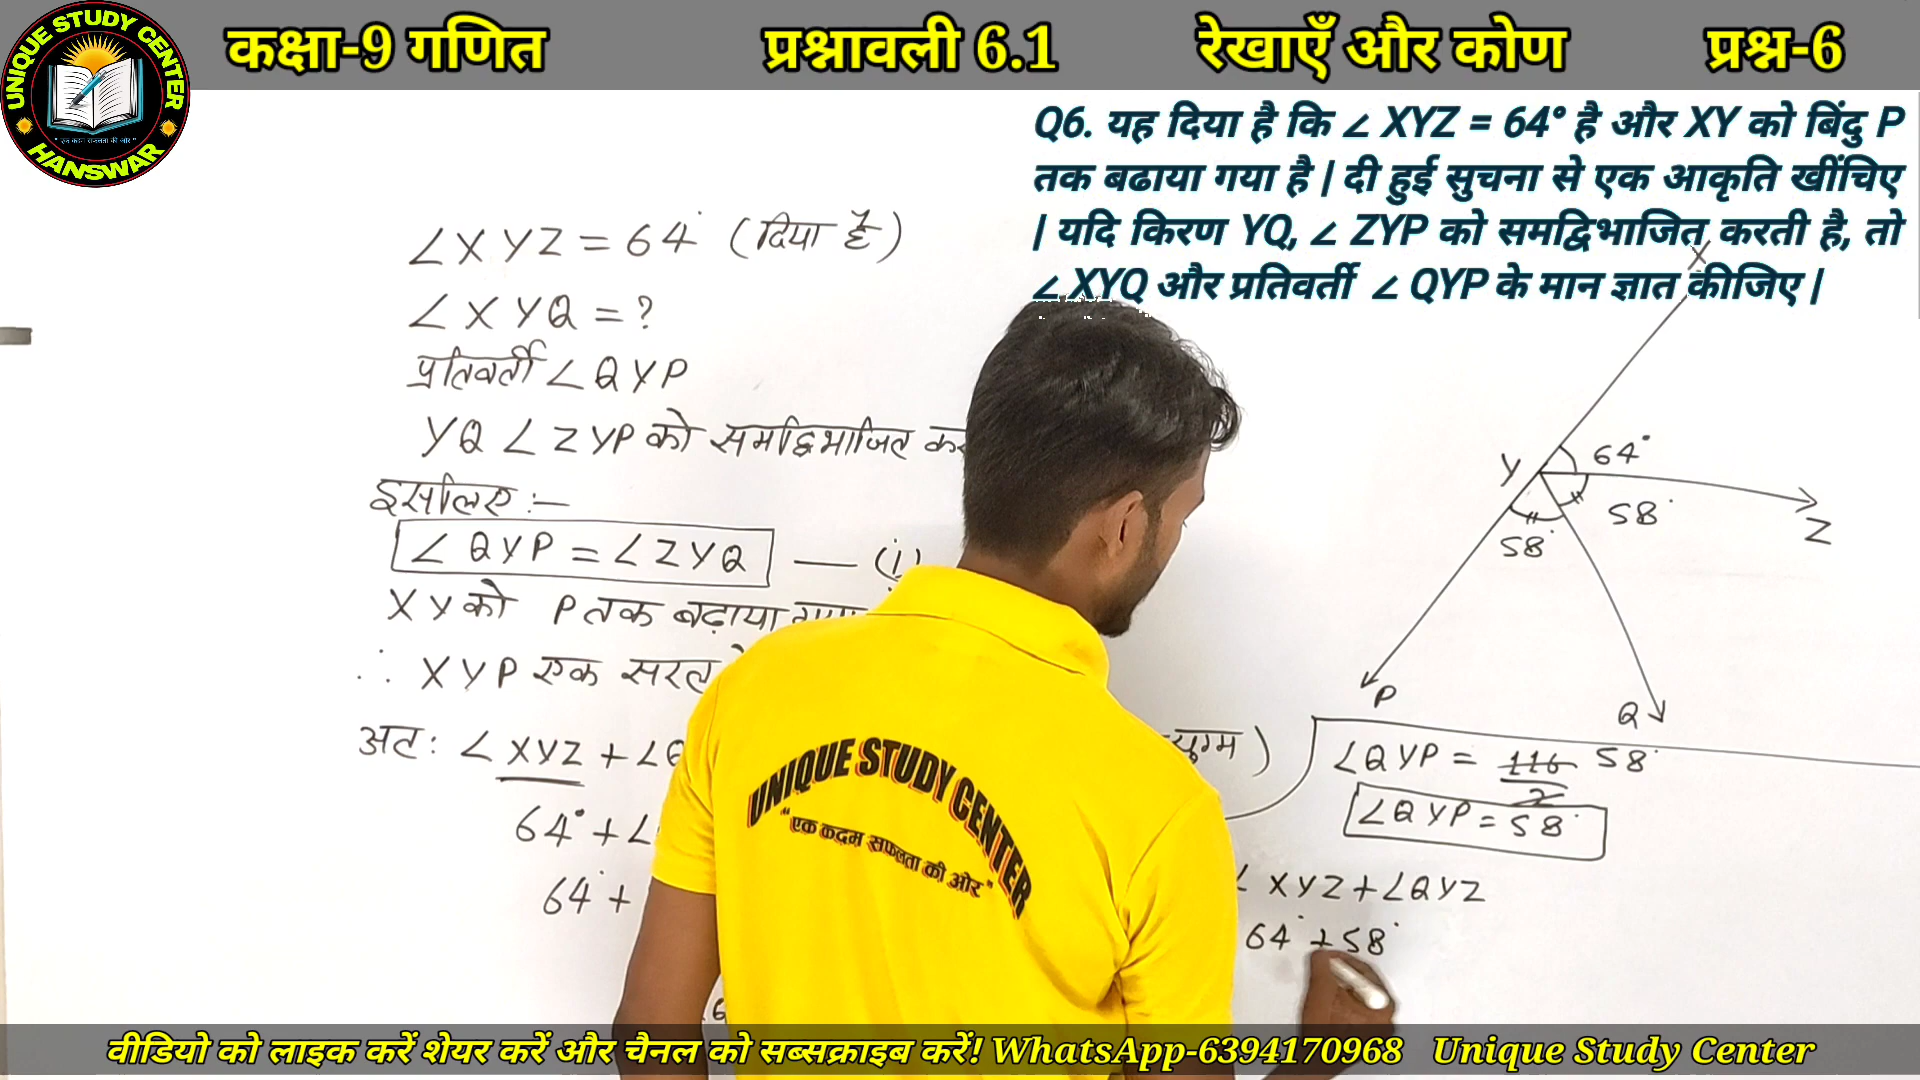 UNIQUE STUDY CENTER
HANSWAR
"एक कदम सफलता की ओर"
कक्षा-9 गणित प्रश्नावली 6.1 रेखाएँ और कोण प्रश्न-6
Q6. यह दिया है कि ∠ XYZ = 64° है और XY को बिंदु P
तक बढाया गया है | दी हुई सुचना से एक आकृति खींचिए
| यदि किरण YQ, ∠ ZYP को समद्विभाजित करती है, तो
∠ XYQ और प्रतिवर्ती ∠ QYP के मान ज्ञात कीजिए |
∠XYZ = 64° (दिया है)
∠XYQ = ?
प्रतिवर्ती ∠QYP
YQ ∠ZYP को समद्विभाजित
इसलिए :-
∠QYP = ∠ZYQ — (i)
XY को P तक बढ़ाया
∴ XYP एक सरल
अतः ∠XYZ + ∠
64° + ∠
64° +
युग्म)
X
Y
64°
58°
Z
58°
P
Q
∠QYP = 116/2 58°
∠QYP = 58°
∠XYZ + ∠QYZ
64° + 58°
UNIQUE STUDY CENTER
"एक कदम सफलता की ओर"
वीडियो को लाइक करें शेयर करें और चैनल को सब्सक्राइब करें! WhatsApp-6394170968 Unique Study Center